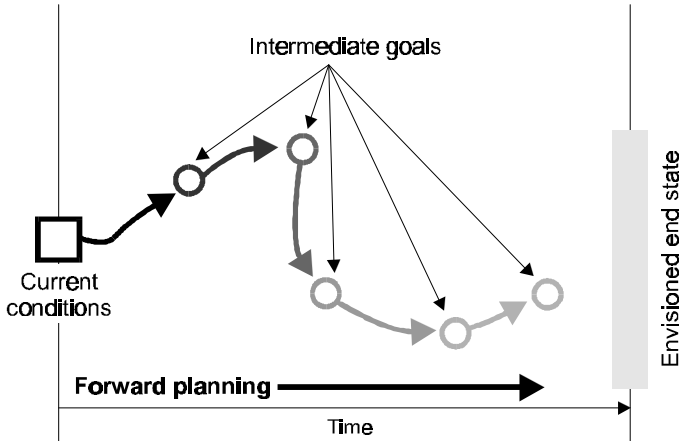 Intermediate goals
Current
conditions
Envisioned end state
Forward planning
Time